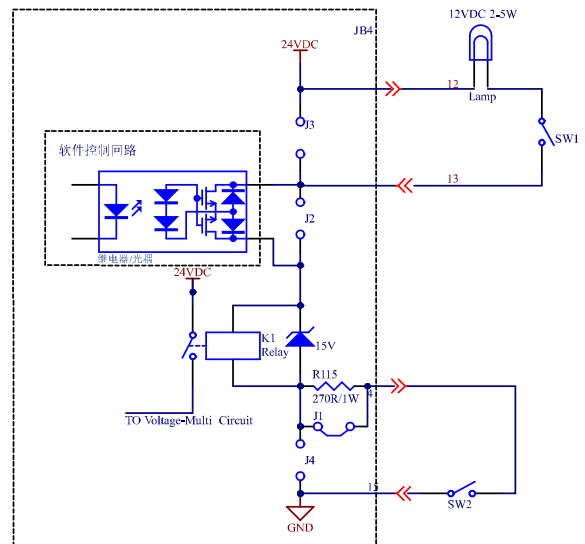 12VDC 2-5W
24VDC
JB4
12
Lamp
J3
SW1
软件控制回路
13
J2
继电器/光耦
24VDC
K1
Relay
15V
R115
270R/1W
4
J1
TO Voltage-Multi Circuit
J4
15
SW2
GND